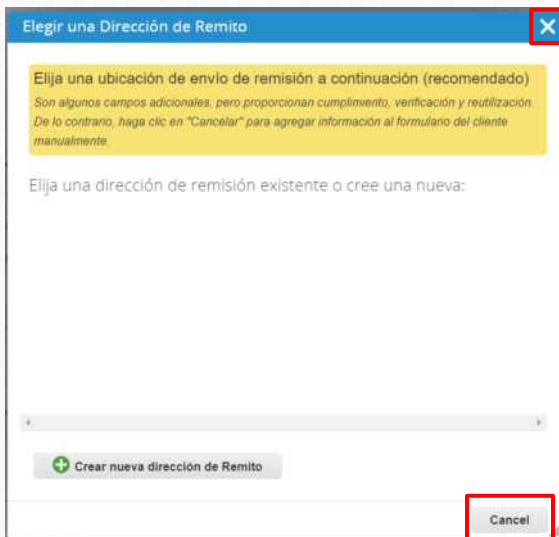 Elegir una Dirección de Remito
Elija una ubicación de envío de remisión a continuación (recomendado)
Son algunos campos adicionales, pero proporcionan cumplimiento, verificación y reutilización.
De lo contrario, haga clic en "Cancelar" para agregar información al formulario del cliente
manualmente.
Elija una dirección de remisión existente o cree una nueva:
Crear nueva dirección de Remito
Cancel